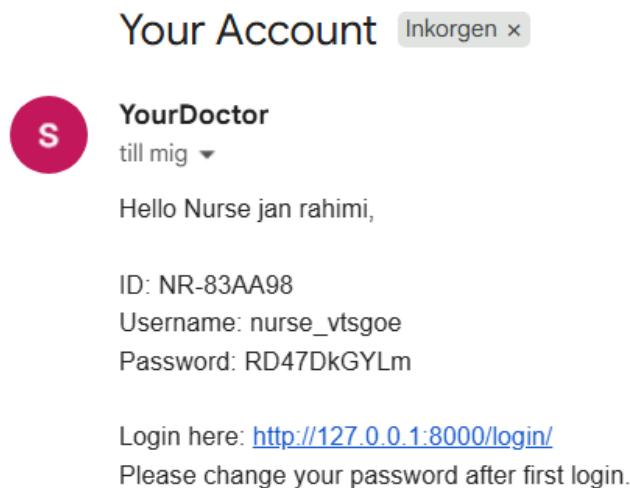 Your Account Inkorgen ×
S
YourDoctor
till mig
Hello Nurse jan rahimi,
ID: NR-83AA98
Username: nurse_vtsgoe
Password: RD47DkGYLm
Login here: http://127.0.0.1:8000/login/
Please change your password after first login.